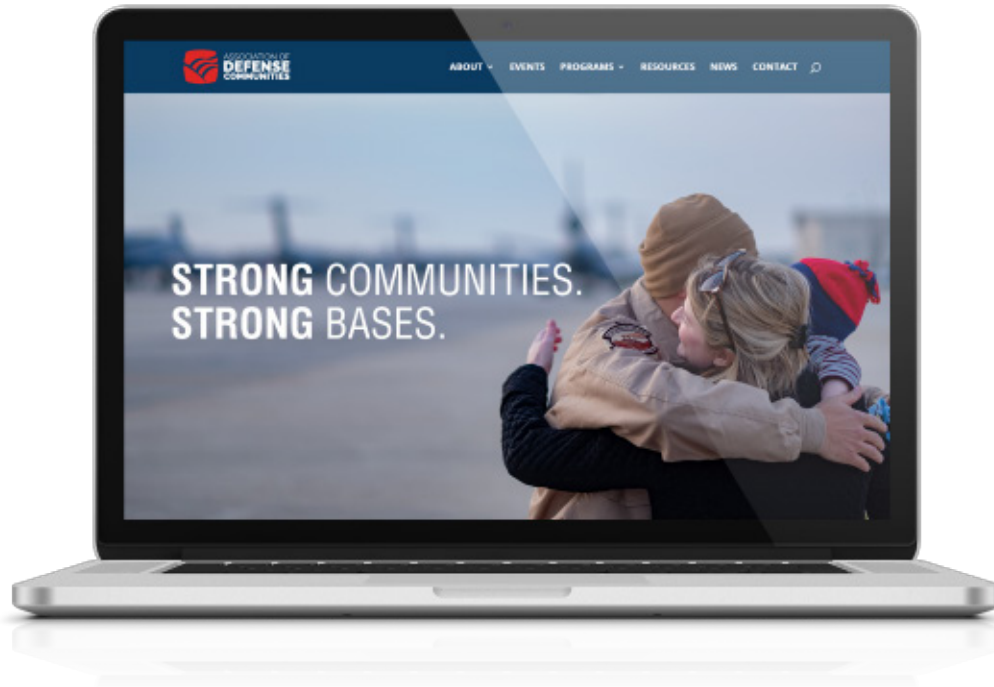 ASSOCIATION OF
DEFENSE
COMMUNITIES
ABOUT EVENTS PROGRAMS RESOURCES NEWS CONTACT
STRONG COMMUNITIES.
STRONG BASES.